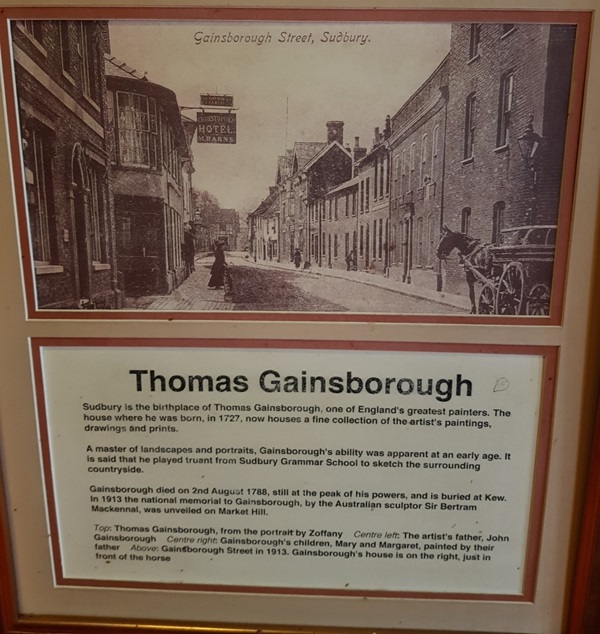 Gainsborough Street, Sudbury.
HOTEL
Thomas Gainsborough
Sudbury is the birthplace of Thomas Gainsborough, one of England's greatest painters. The
house where he was born, in 1727, now houses a fine collection of the artist's paintings,
drawings and prints.
A master of landscapes and portraits, Gainsborough's ability was apparent at an early age. It
is said that he played truant from Sudbury Grammar School to sketch the surrounding
countryside.
Gainsborough died on 2nd August 1788, still at the peak of his powers, and is buried at Kew.
In 1913 the national memorial to Gainsborough, by the Australian sculptor Sir Bertram
Mackennal, was unveiled on Market Hill.
Top: Thomas Gainsborough, from the portrait by Zoffany Centre left: The artist's father, John
Gainsborough Centre right: Gainsborough's children, Mary and Margaret, painted by their
father Above: Gainsborough Street in 1913. Gainsborough's house is on the right, just in
front of the horse